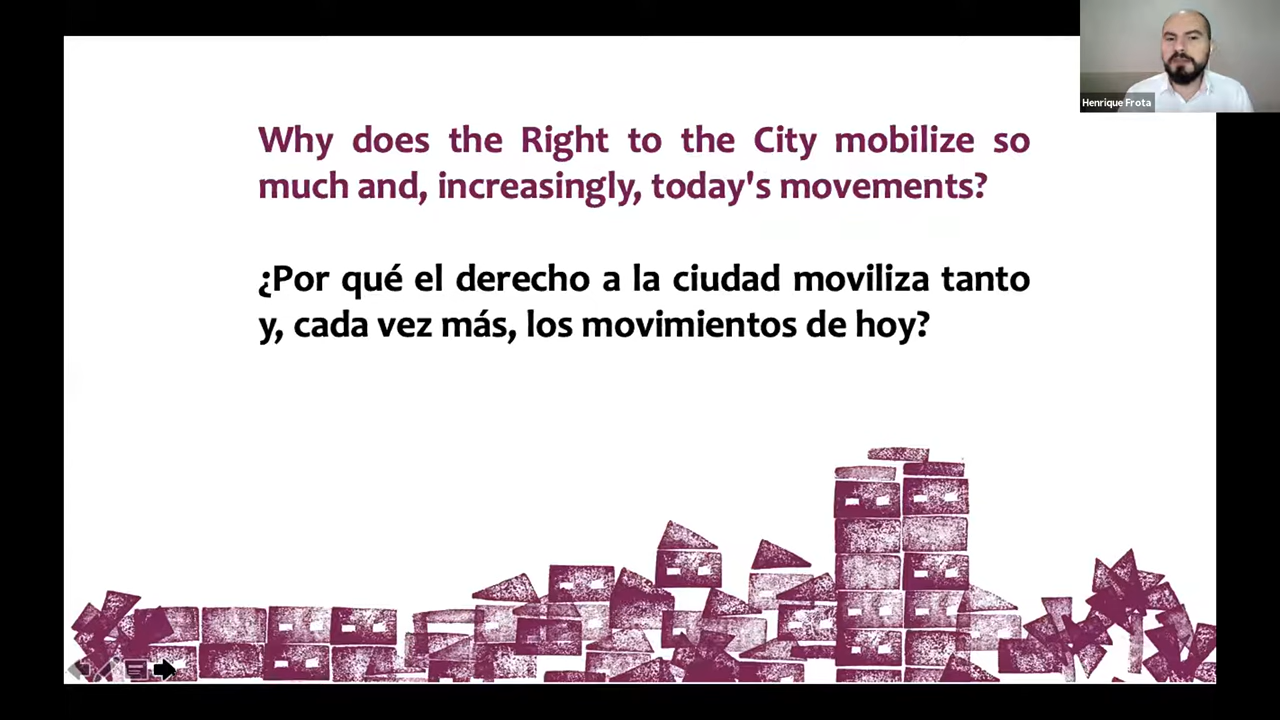 Henrique Frota
Why does the Right to the City mobilize so
much and, increasingly, today's movements?
¿Por qué el derecho a la ciudad moviliza tanto
y, cada vez más, los movimientos de hoy?